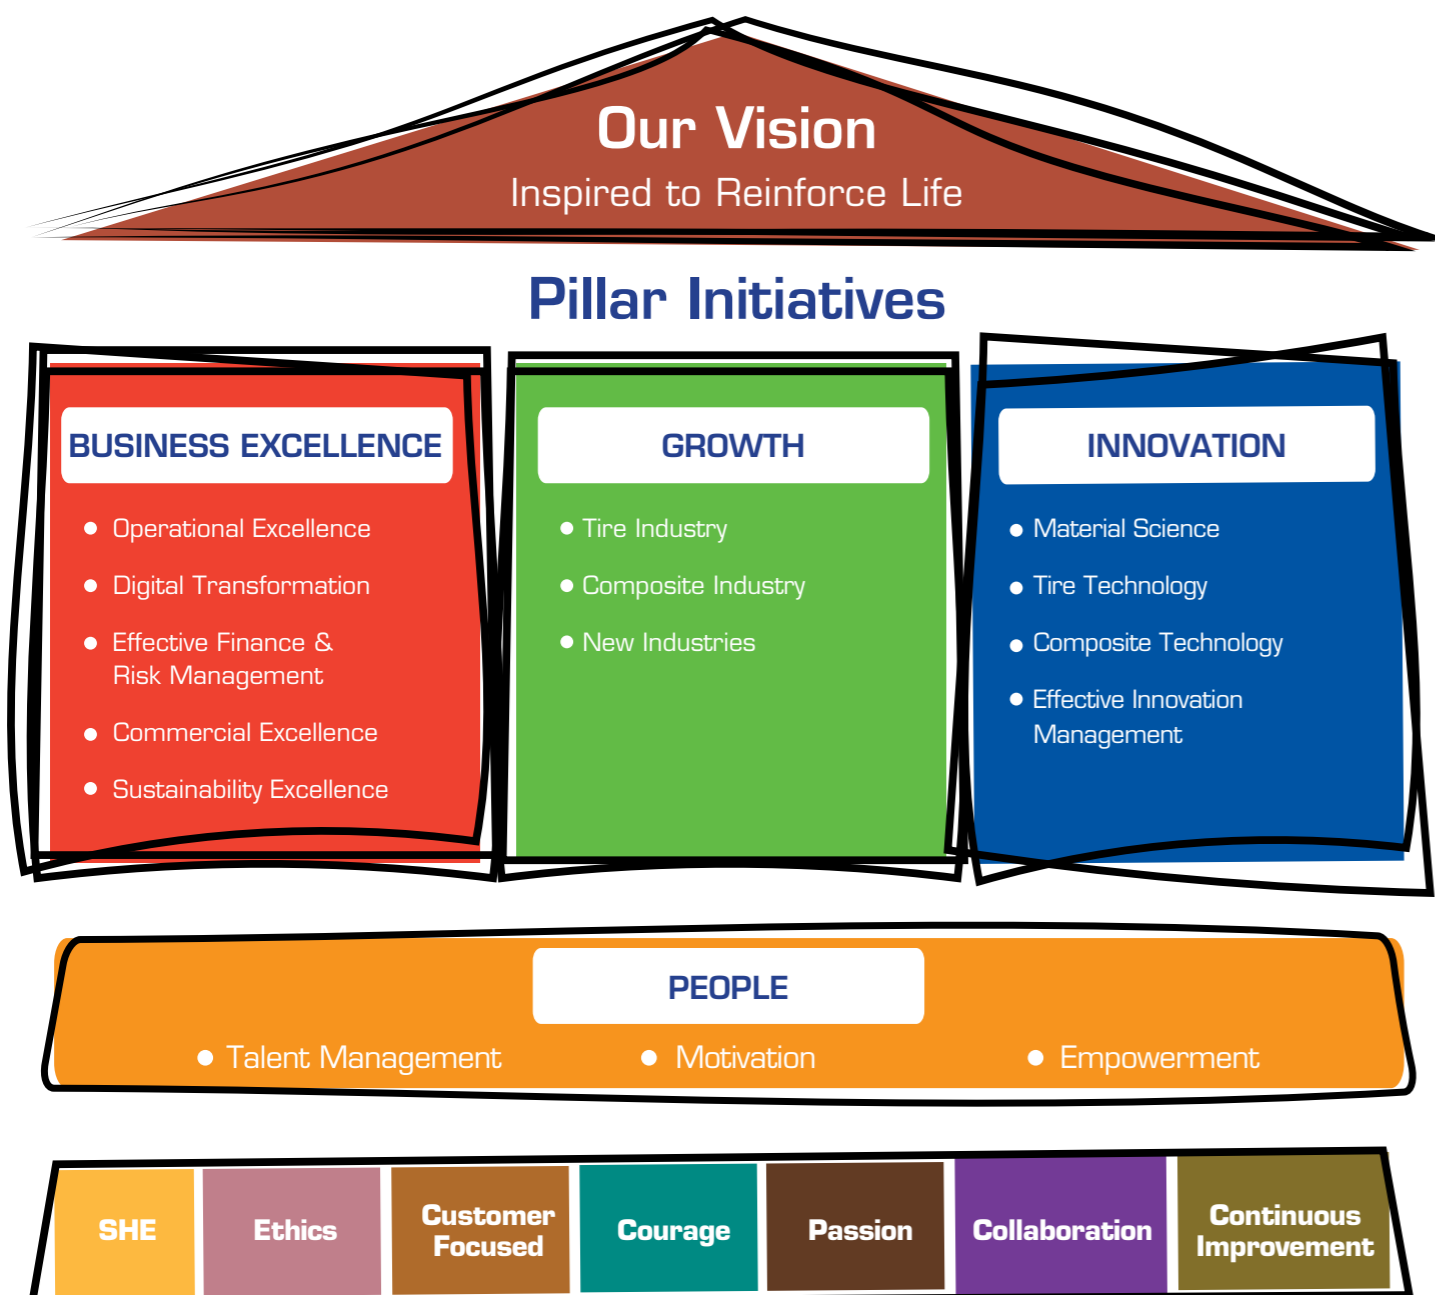 Our Vision
Inspired to Reinforce Life
Pillar Initiatives
BUSINESS EXCELLENCE
Operational Excellence
Digital Transformation
Effective Finance &
Risk Management
Commercial Excellence
Sustainability Excellence
GROWTH
Tire Industry
Composite Industry
New Industries
INNOVATION
Material Science
Tire Technology
Composite Technology
Effective Innovation
Management
PEOPLE
Talent Management
Motivation
Empowerment
SHE
Ethics
Customer
Focused
Courage
Passion
Collaboration
Continuous
Improvement